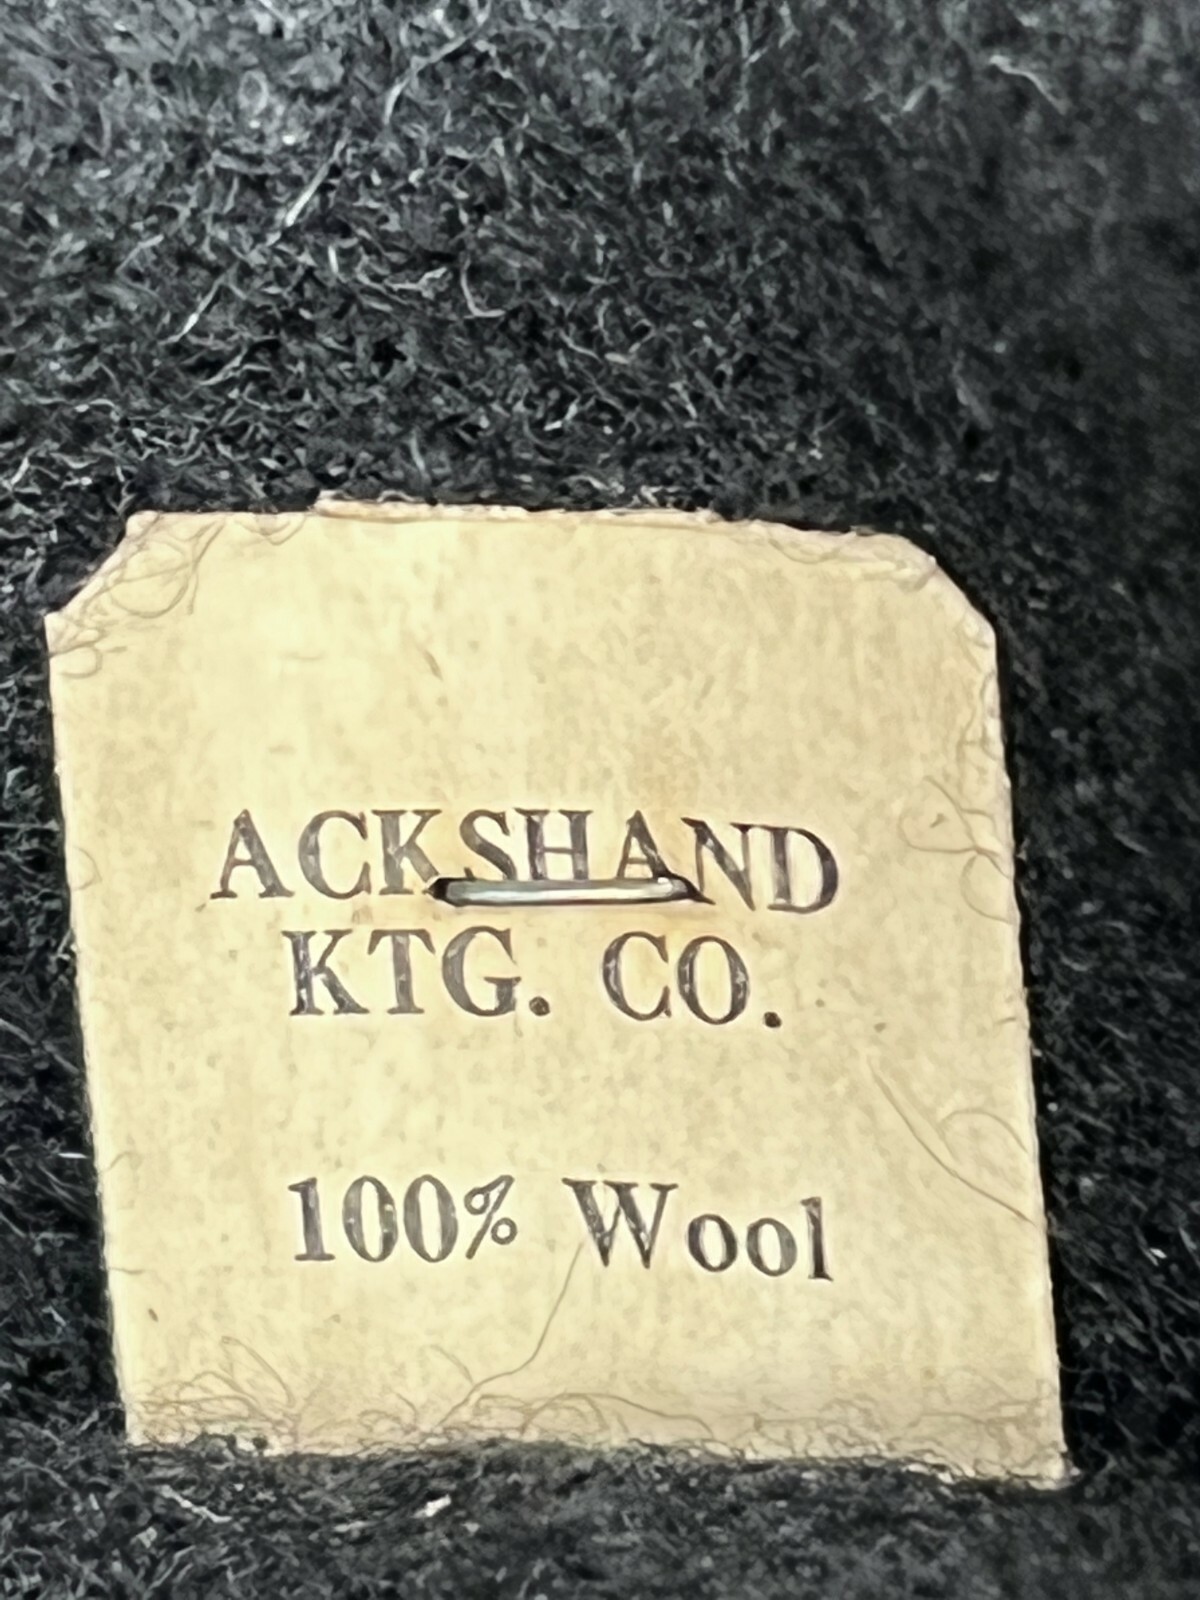 ACKSHAND
KTG. CO.
100% Wool